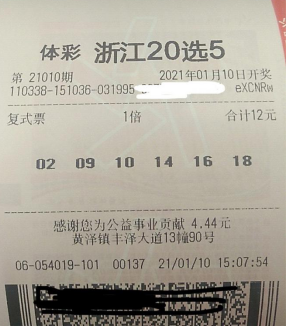 体彩 浙江20选5
第 21010期 2021年01月10日开奖
110338-151036-031995 eXCNRw
复式票 1倍 合计12元
02 09 10 14 16 18
感谢您为公益事业贡献 4.44元
黄泽镇丰泽大道13幢90号
06-054019-101 00137 21/01/10 15:07:54